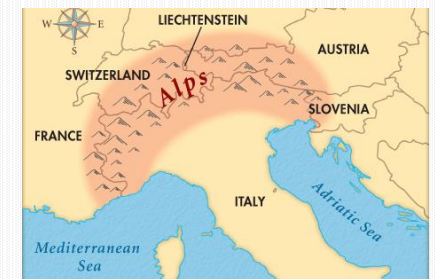 LIECHTENSTEIN
W E
S
AUSTRIA
SWITZERLAND
Alps
SLOVENIA
FRANCE
ITALY
Adriatic Sea
Mediterranean
Sea